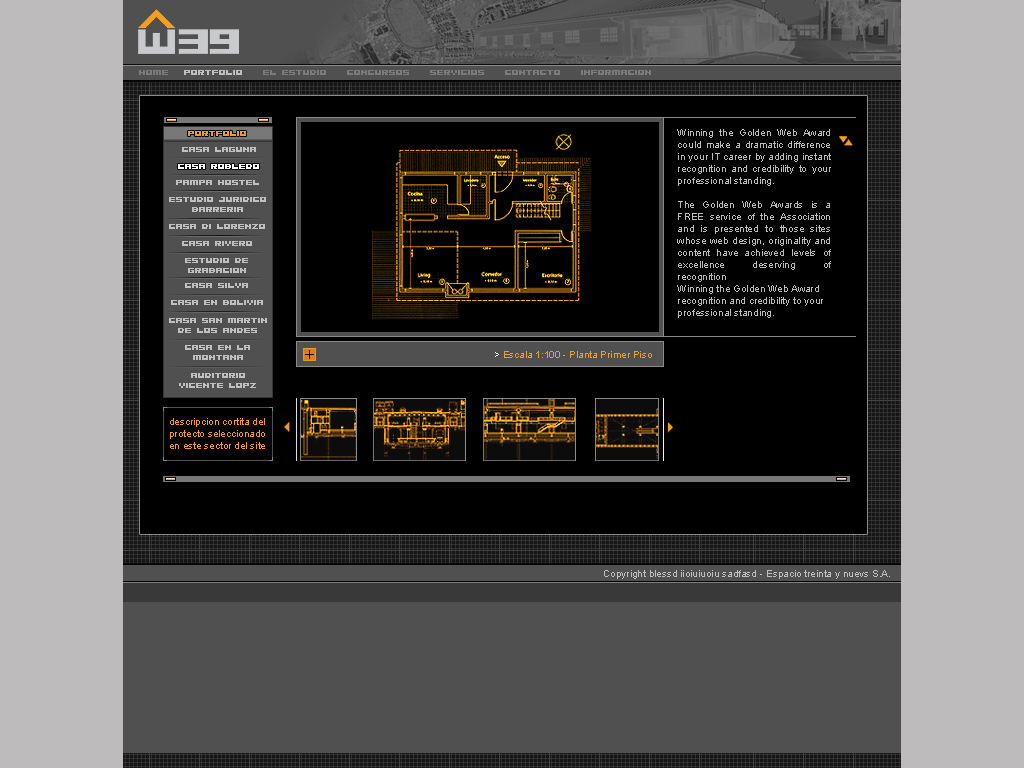 W39
HOME PORTFOLIO EL ESTUDIO CONCURSOS SERVICIOS CONTACTO INFORMACION
PORTFOLIO
CASA LAGUNA
CASA ROBLEDO
PAMPA HOSTEL
ESTUDIO JURIDICO
BARRERIA
CASA DI LORENZO
CASA RIVERO
ESTUDIO DE
GRABACION
CASA SILVA
CASA EN BOLIVIA
CASA SAN MARTIN
DE LOS ANDES
CASA EN LA
MONTANA
AUDITORIO
VICENTE LOPZ
descripcion cortita del
protecto seleccionado
en este sector del site
Acceso
Cocina
Living
Comedor
Escritorio
> Escala 1:100 - Planta Primer Piso
Winning the Golden Web Award
could make a dramatic difference
in your IT career by adding instant
recognition and credibility to your
professional standing.
The Golden Web Awards is a
FREE service of the Association
and is presented to those sites
whose web design, originality and
content have achieved levels of
excellence deserving of
recognition
Winning the Golden Web Award
recognition and credibility to your
professional standing.
Copyright blessd iioiuiuoiu sadfasd - Espacio treinta y nuevs S.A.